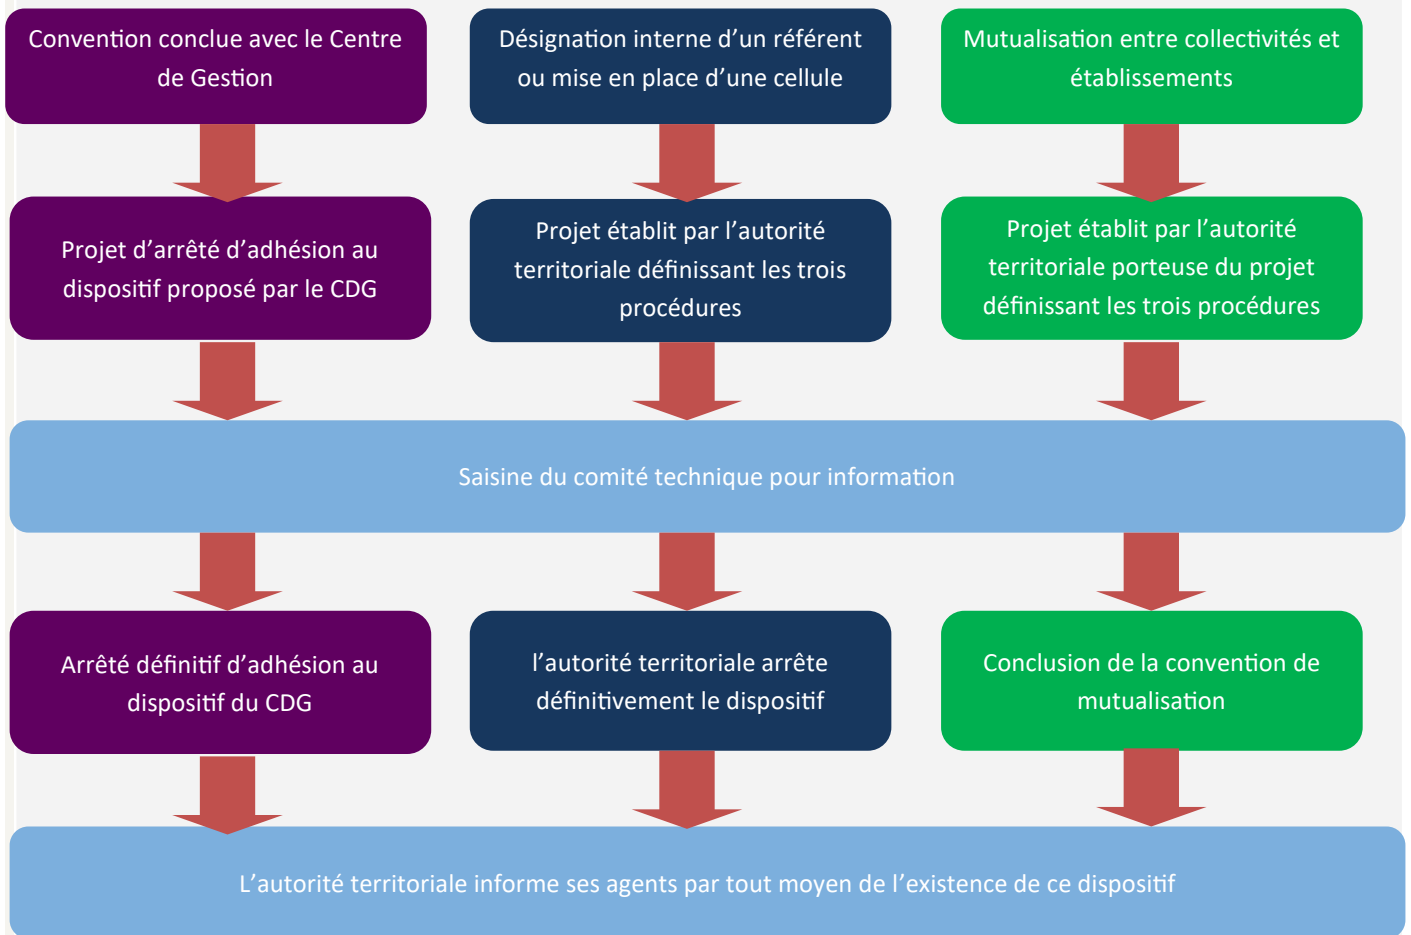 Convention conclue avec le Centre
de Gestion
Désignation interne d’un référent
ou mise en place d’une cellule
Mutualisation entre collectivités et
établissements
Projet d’arrêté d’adhésion au
dispositif proposé par le CDG
Projet établit par l’autorité
territoriale définissant les trois
procédures
Projet établit par l’autorité
territoriale porteuse du projet
définissant les trois procédures
Saisine du comité technique pour information
Arrêté définitif d’adhésion au
dispositif du CDG
l’autorité territoriale arrête
définitivement le dispositif
Conclusion de la convention de
mutualisation
L’autorité territoriale informe ses agents par tout moyen de l’existence de ce dispositif